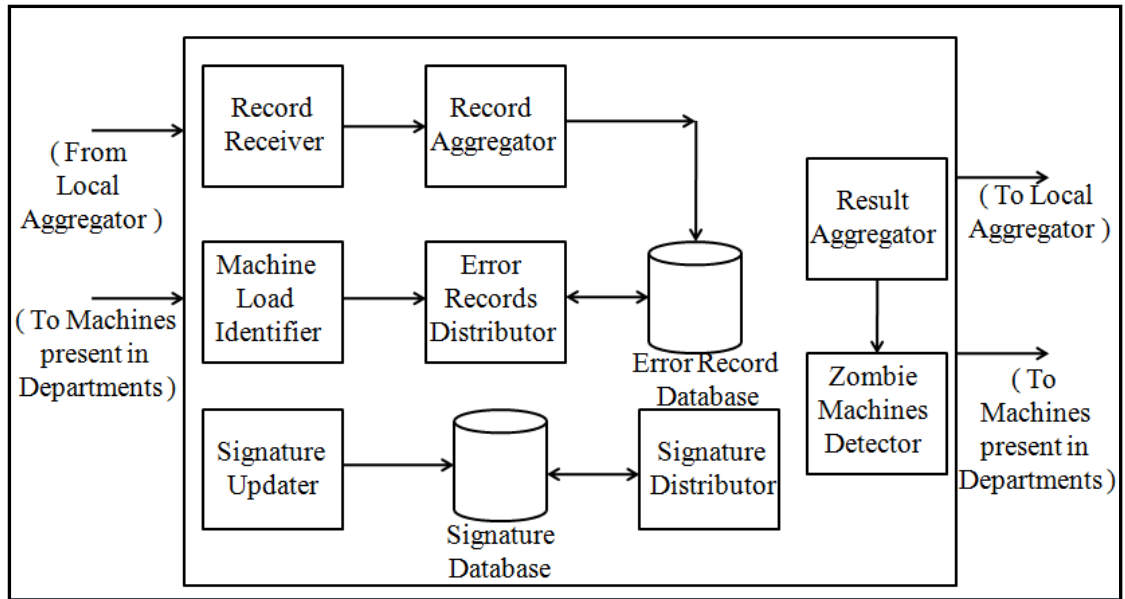 ( From
Local
Aggregator )
( To Machines
present in
Departments )
Record
Receiver
Record
Aggregator
Machine
Load
Identifier
Error
Records
Distributor
Error Record
Database
Signature
Updater
Signature
Database
Signature
Distributor
Result
Aggregator
Zombie
Machines
Detector
( To Local
Aggregator )
( To
Machines
present in
Departments )